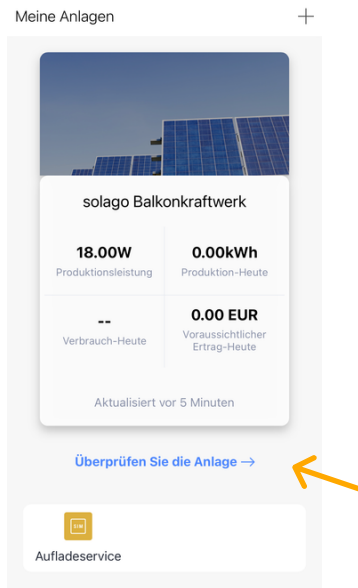 Meine Anlagen
solago Balkonkraftwerk
18.00W
Produktionsleistung
0.00kWh
Produktion-Heute
--
Verbrauch-Heute
0.00 EUR
Voraussichtlicher
Ertrag-Heute
Aktualisiert vor 5 Minuten
Überprüfen Sie die Anlage →
SIM
Aufladeservice